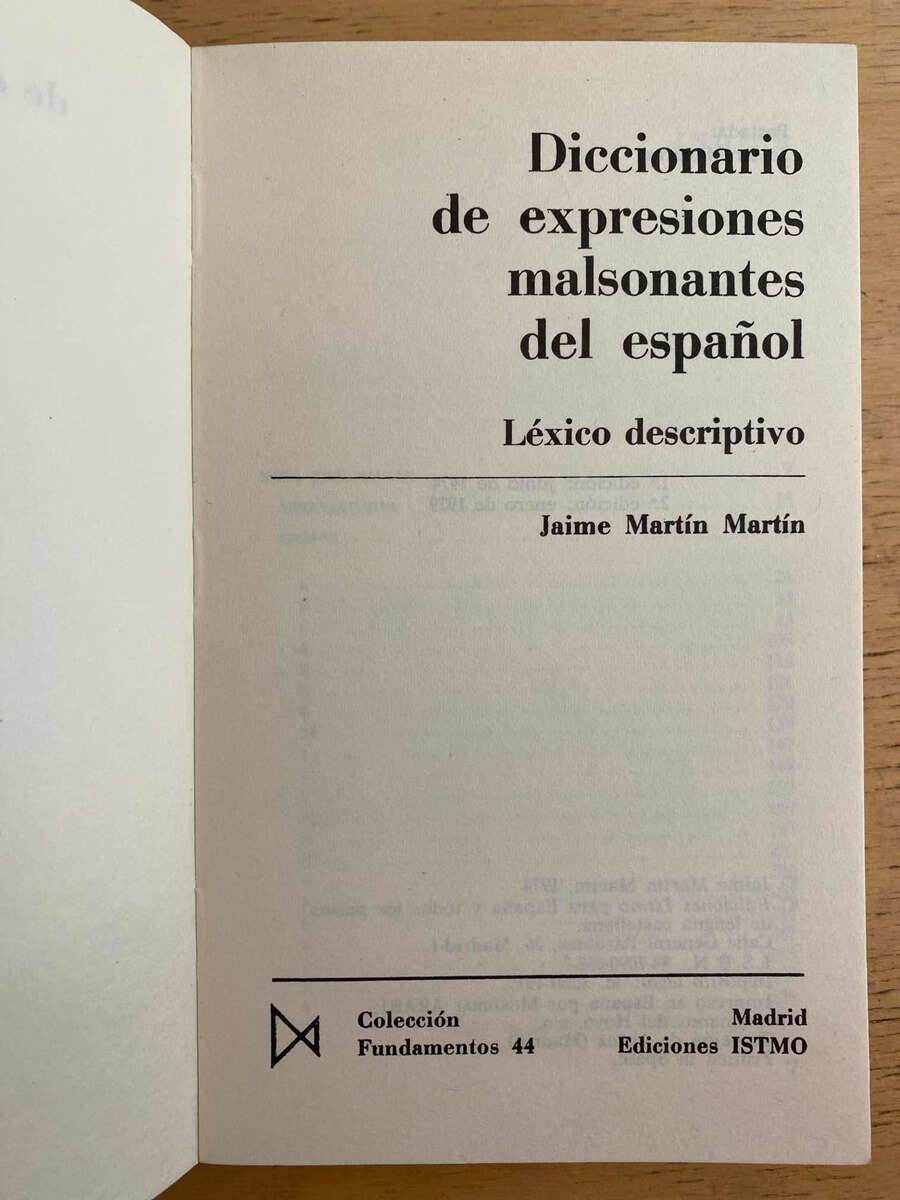 Diccionario
de expresiones
malsonantes
del español
Léxico descriptivo
Jaime Martín Martín
Colección
Fundamentos 44
Madrid
Ediciones ISTMO